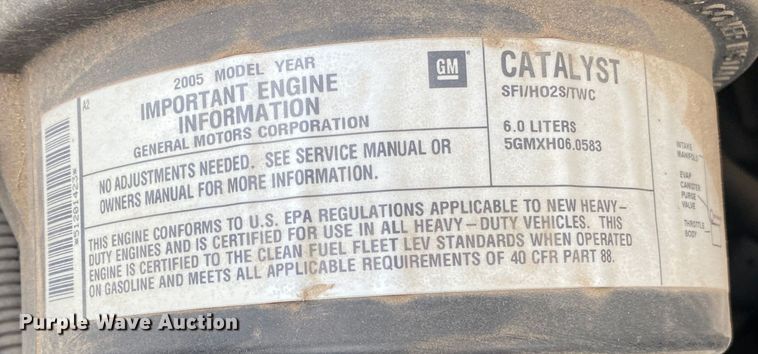 A2
2005 MODEL YEAR
IMPORTANT ENGINE
INFORMATION
GENERAL MOTORS CORPORATION
GM
CATALYST
SFI/HO2S/TWC
6.0 LITERS
5GMXH06.0583
NO ADJUSTMENTS NEEDED. SEE SERVICE MANUAL OR
OWNERS MANUAL FOR MORE INFORMATION.
THIS ENGINE CONFORMS TO U.S. EPA REGULATIONS APPLICABLE TO NEW HEAVY-
DUTY ENGINES AND IS CERTIFIED FOR USE IN ALL HEAVY-DUTY VEHICLES. THIS
ENGINE IS CERTIFIED TO THE CLEAN FUEL FLEET LEV STANDARDS WHEN OPERATED
ON GASOLINE AND MEETS ALL APPLICABLE REQUIREMENTS OF 40 CFR PART 88.
INTAKE
MANIFOLD
EVAP
CANISTER
PURGE
VALVE
THROTTLE
BODY
Purple Wave Auction